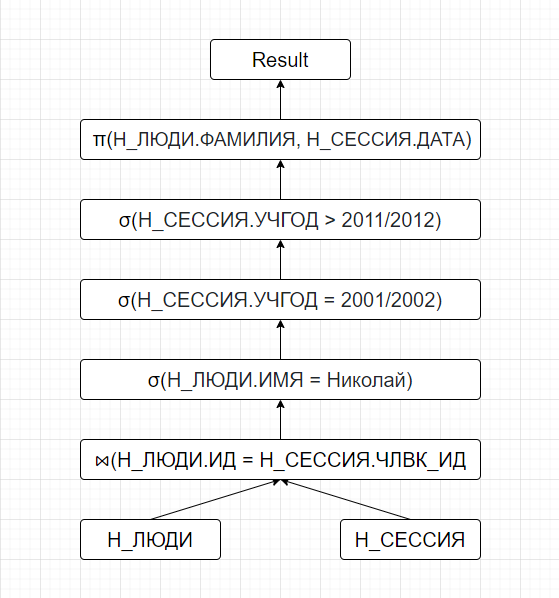 Result
π(Н_ЛЮДИ.ФАМИЛИЯ, Н_СЕССИЯ.ДАТА)
σ(Н_СЕССИЯ.УЧГОД > 2011/2012)
σ(Н_СЕССИЯ.УЧГОД = 2001/2002)
σ(Н_ЛЮДИ.ИМЯ = Николай)
⋈(Н_ЛЮДИ.ИД = Н_СЕССИЯ.ЧЛВК_ИД
Н_ЛЮДИ
Н_СЕССИЯ